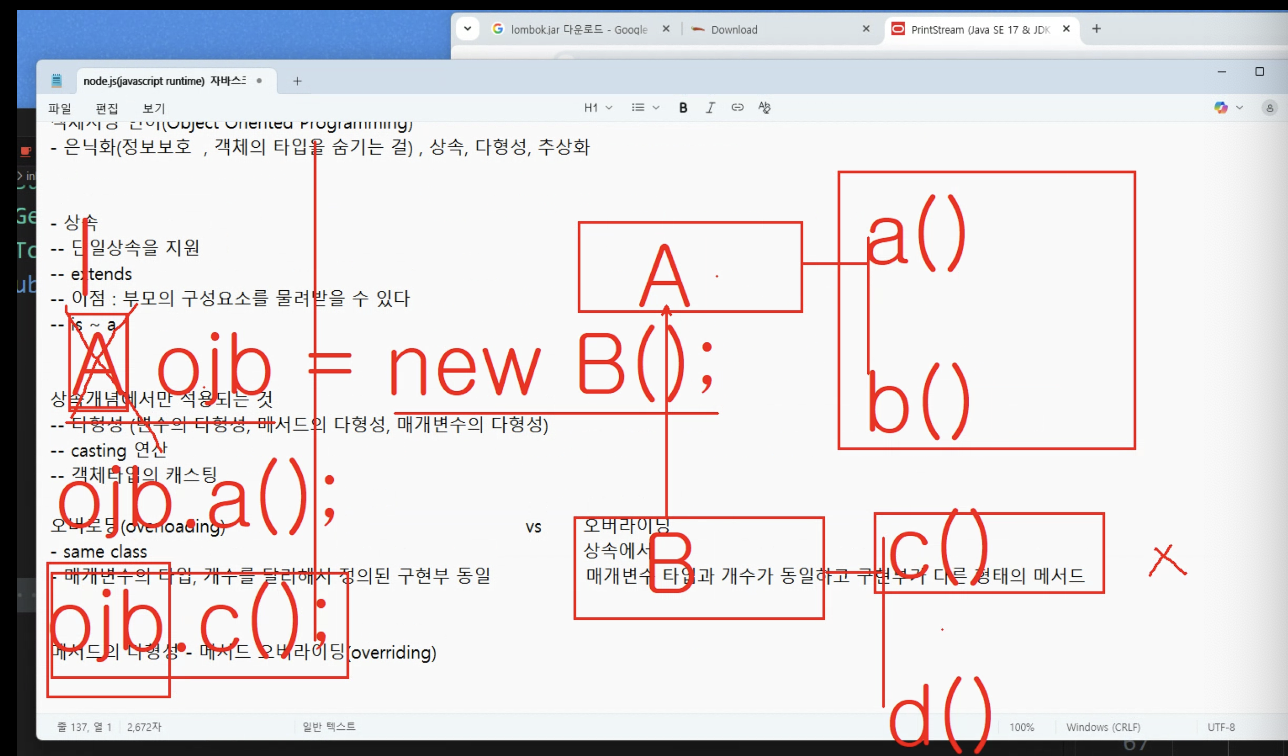 lombok.jar 다운로드 - Google
Download
PrintStream (Java SE 17 & JDK
node.js(javascript runtime) 자바스크
파일 편집 보기
H1
객체지향 언어(Object Oriented Programming)
- 은닉화(정보보호 , 객체의 타입을 숨기는 걸) , 상속, 다형성, 추상화
- 상속
-- 단일상속을 지원
-- extends
-- 이점 : 부모의 구성요소를 물려받을 수 있다
-- is ~ a
A
a()
b()
A ojb = new B();
상속개념에서만 적용되는 것
-- 다형성 (변수의 다형성, 메서드의 다형성, 매개변수의 다형성)
-- casting 연산
-- 객체타입의 캐스팅
ojb.a();
오버로딩(overloading) vs 오버라이딩
- same class 상속에서
B
c()
- 매개변수의 타입, 개수를 달리해서 정의된 구현부 동일 매개변수 타입과 개수가 동일하고 구현부가 다른 형태의 메서드
ojb.c();
메서드의 다형성 - 메서드 오버라이딩(overriding)
d()
줄 137, 열 1 2,672자 일반 텍스트 100% Windows (CRLF) UTF-8
67